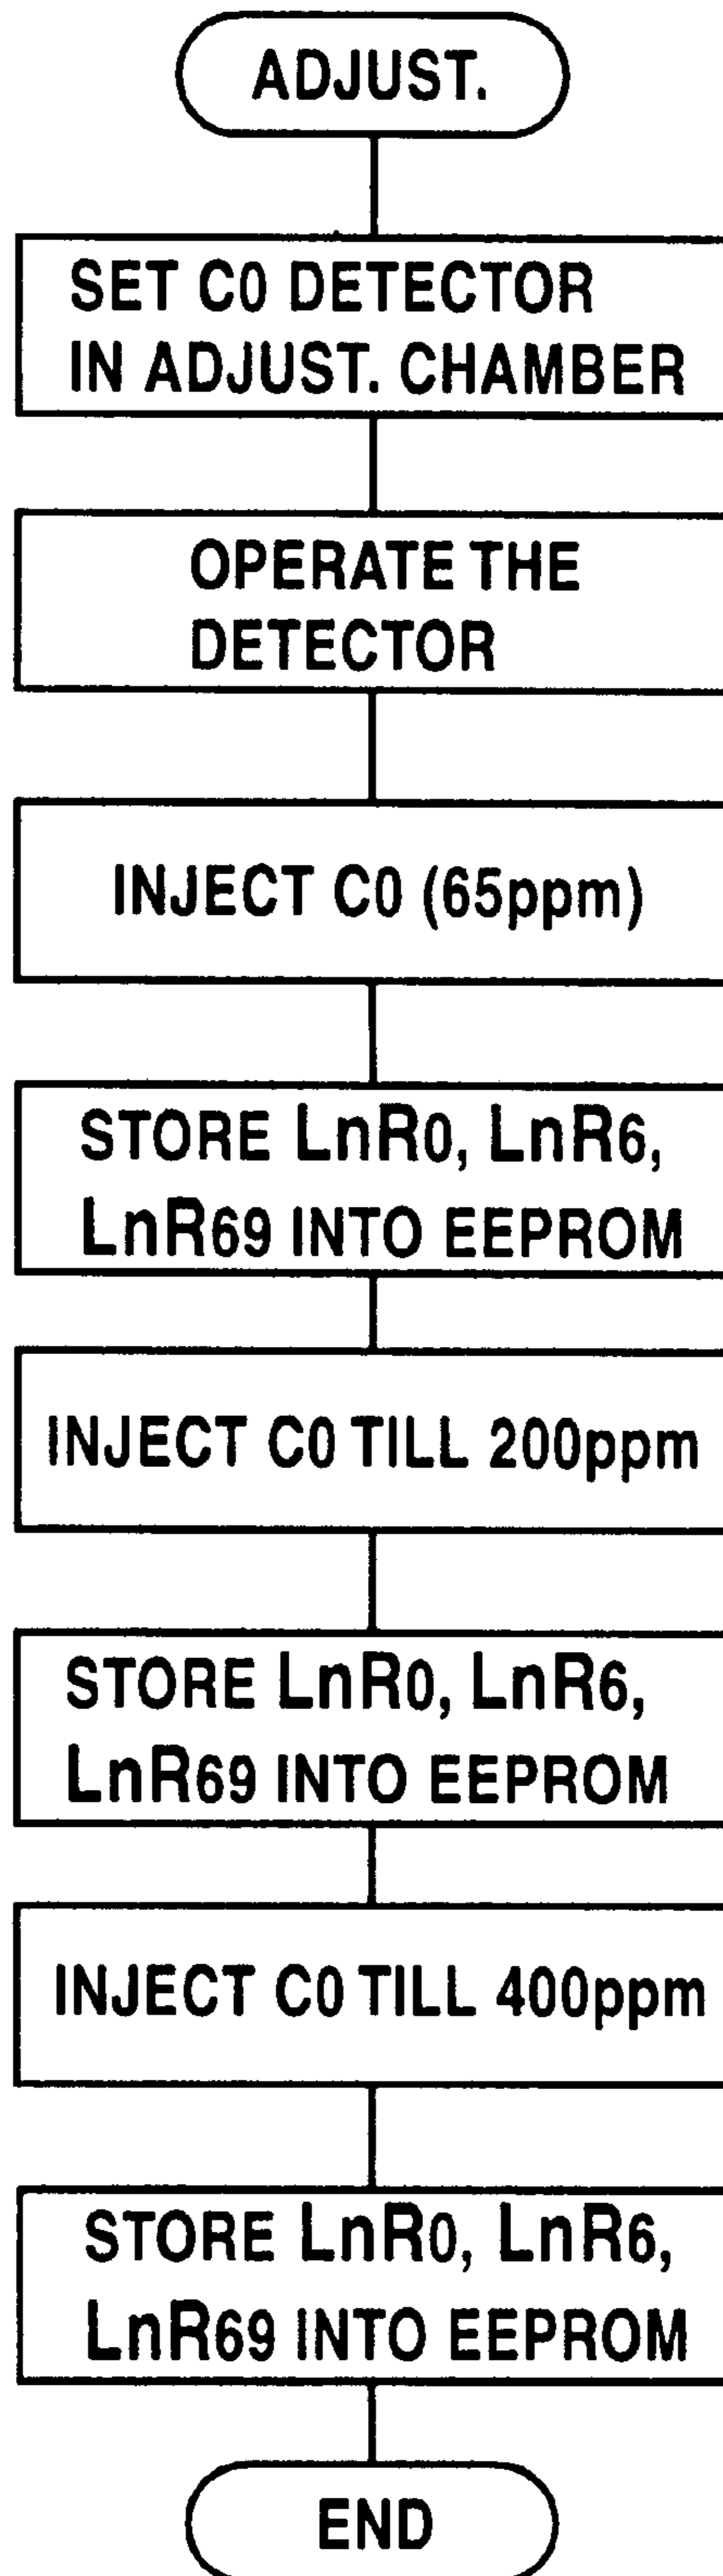 ADJUST.
SET C0 DETECTOR
IN ADJUST. CHAMBER
OPERATE THE
DETECTOR
INJECT C0 (65ppm)
STORE LnR0, LnR6,
LnR69 INTO EEPROM
INJECT C0 TILL 200ppm
STORE LnR0, LnR6,
LnR69 INTO EEPROM
INJECT C0 TILL 400ppm
STORE LnR0, LnR6,
LnR69 INTO EEPROM
END